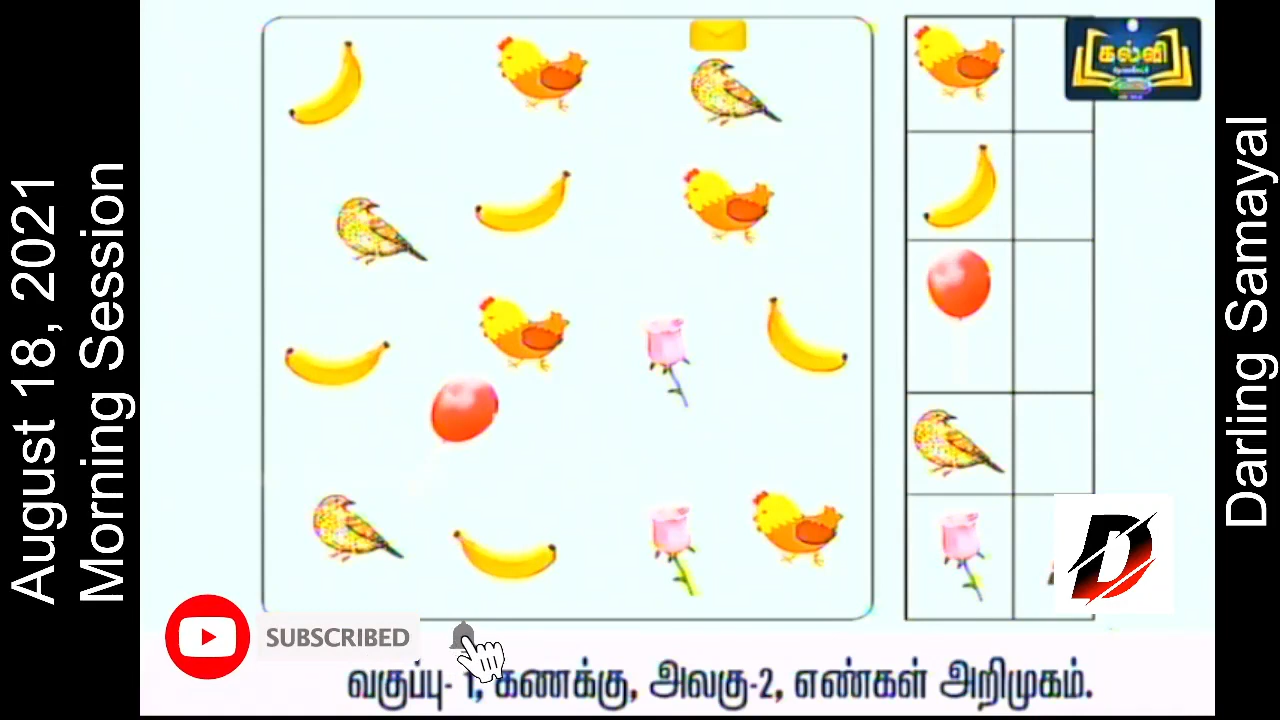 August 18, 2021
Morning Session
கல்வி
SUBSCRIBED
வகுப்பு- 1, கணக்கு, அலகு-2, எண்கள் அறிமுகம்.
Darling Samayal
D